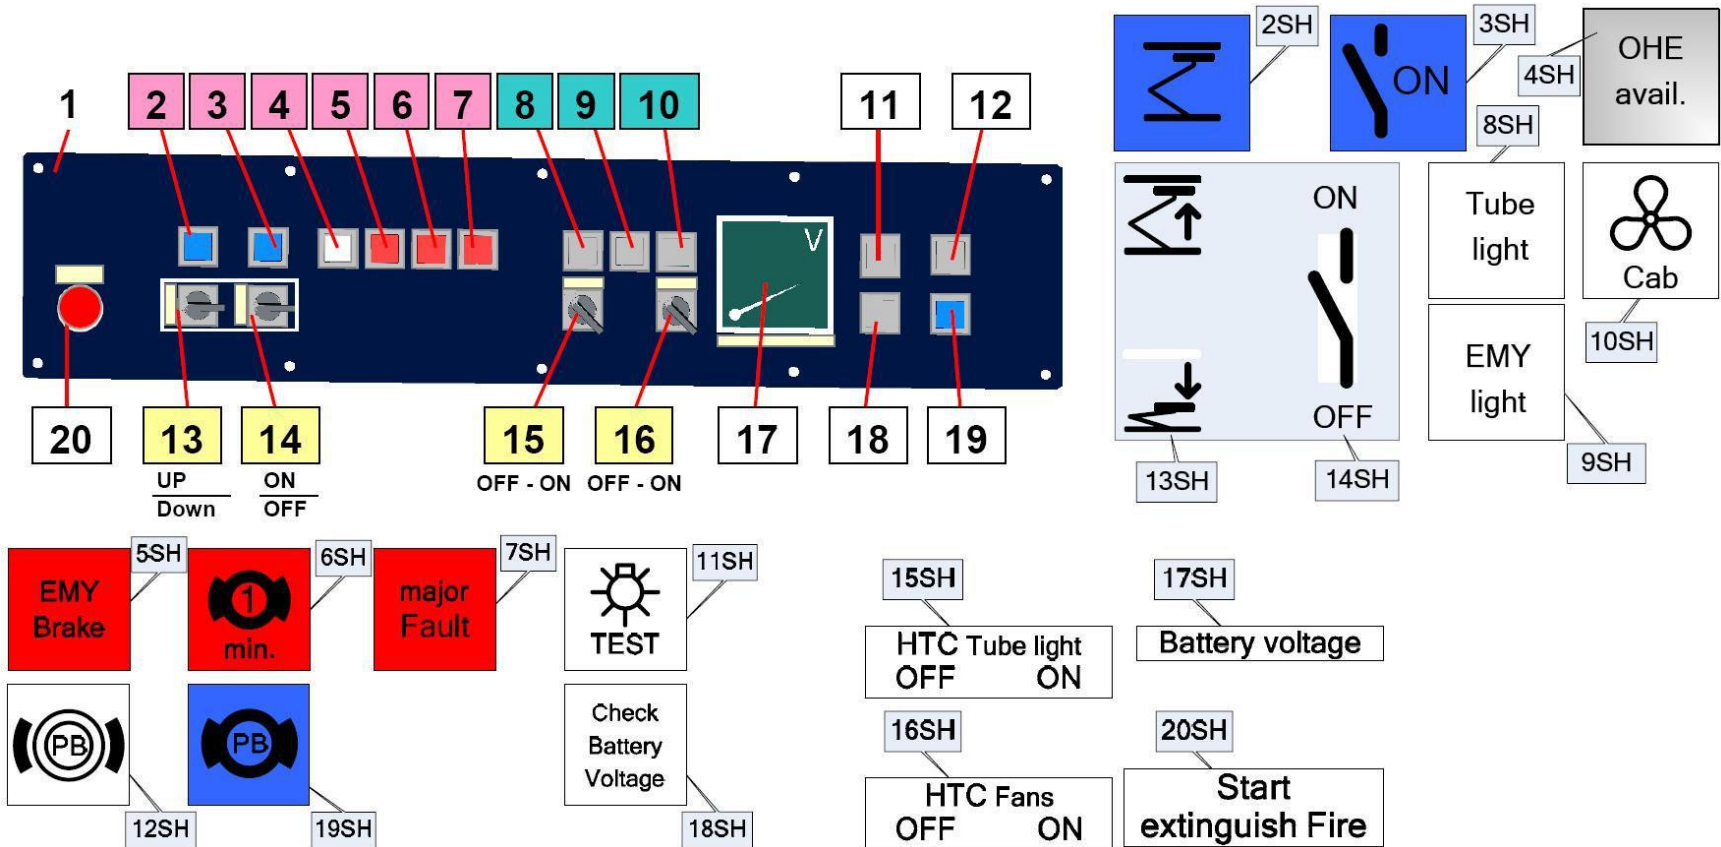 1
2
3
4
5
6
7
8
9
10
11
12
V
20
13
14
15
16
17
18
19
UP
Down
ON
OFF
OFF - ON
OFF - ON
2SH
ON
3SH
4SH
OHE
avail.
8SH
ON
OFF
Tube
light
Cab
10SH
EMY
light
9SH
13SH
14SH
EMY
Brake
5SH
1
min.
6SH
major
Fault
7SH
TEST
11SH
PB
12SH
PB
19SH
Check
Battery
Voltage
18SH
15SH
HTC Tube light
OFF ON
17SH
Battery voltage
16SH
HTC Fans
OFF ON
20SH
Start
extinguish Fire